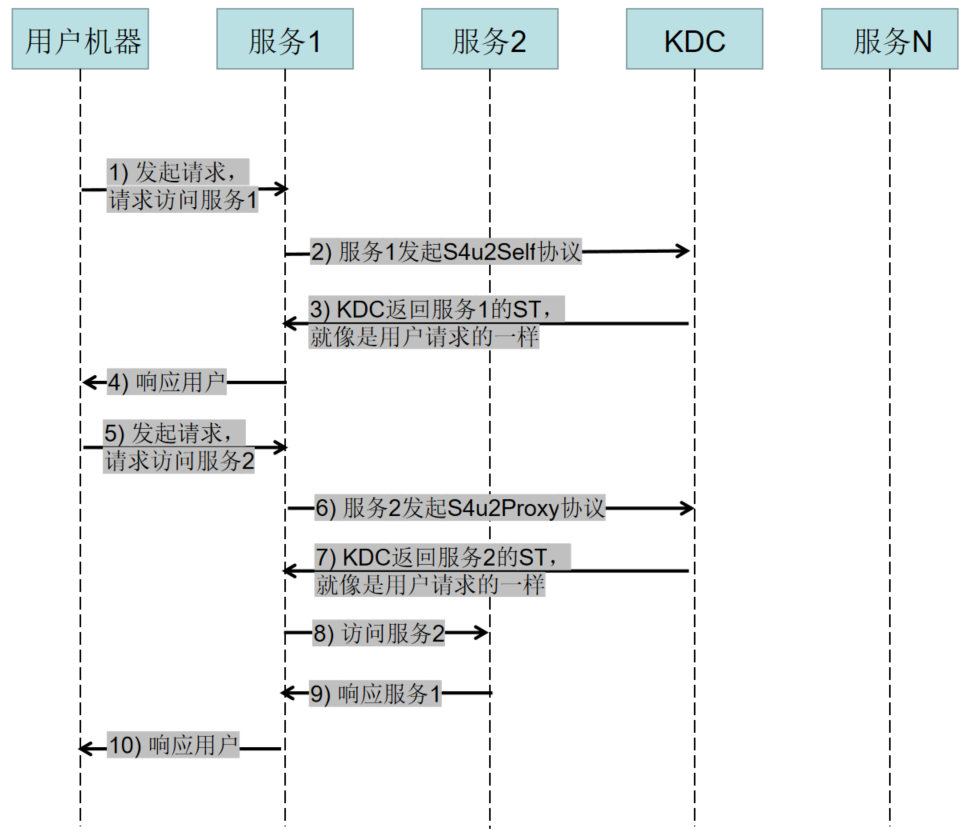 用户机器
服务1
服务2
KDC
服务N
1) 发起请求，
请求访问服务1
2) 服务1发起S4u2Self协议
3) KDC返回服务1的ST，
就像是用户请求的一样
4) 响应用户
5) 发起请求，
请求访问服务2
6) 服务2发起S4u2Proxy协议
7) KDC返回服务2的ST，
就像是用户请求的一样
8) 访问服务2
9) 响应服务1
10) 响应用户